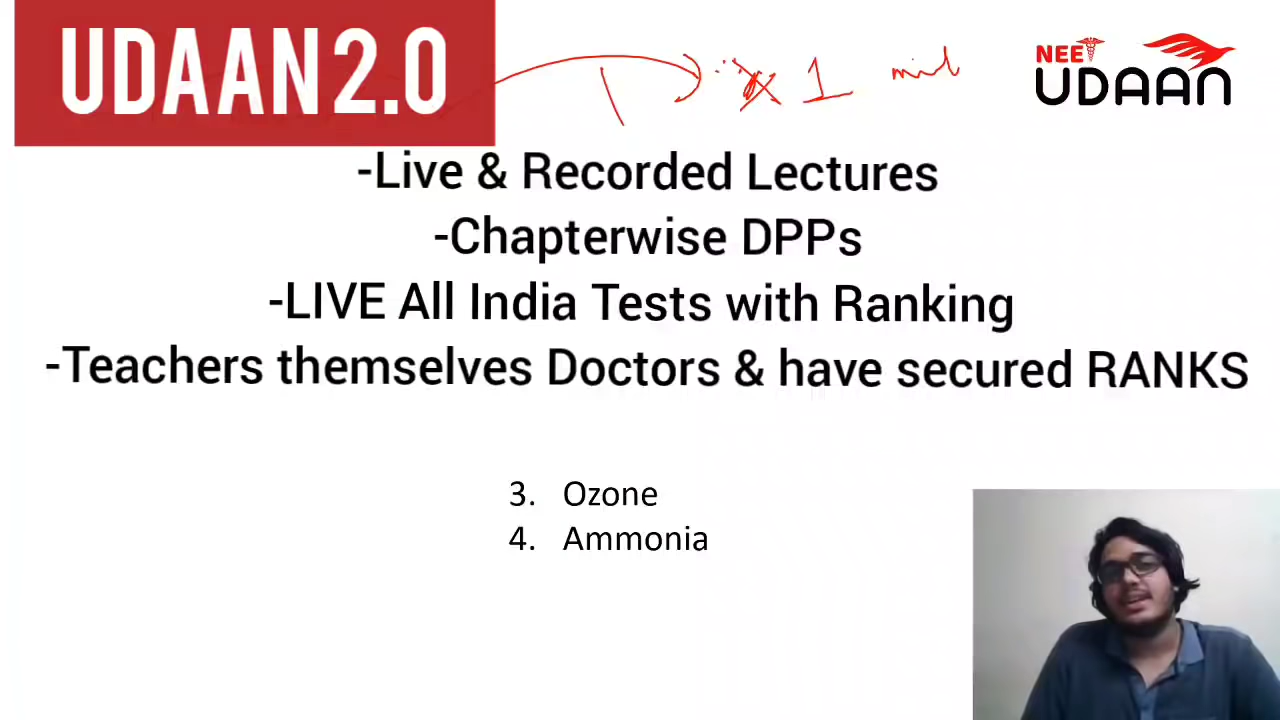 UDAAN 2.0
1
NEET
UDAAN
-Live & Recorded Lectures
-Chapterwise DPPs
-LIVE All India Tests with Ranking
-Teachers themselves Doctors & have secured RANKS
3. Ozone
4. Ammonia